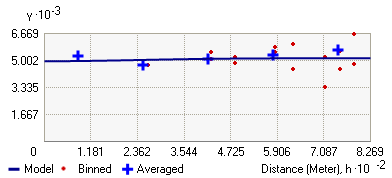 γ · 10⁻³
6.669
5.002
3.335
1.667
0 1.181 2.362 3.544 4.725 5.906 7.087 8.269
Model Binned Averaged Distance (Meter), h · 10⁻²